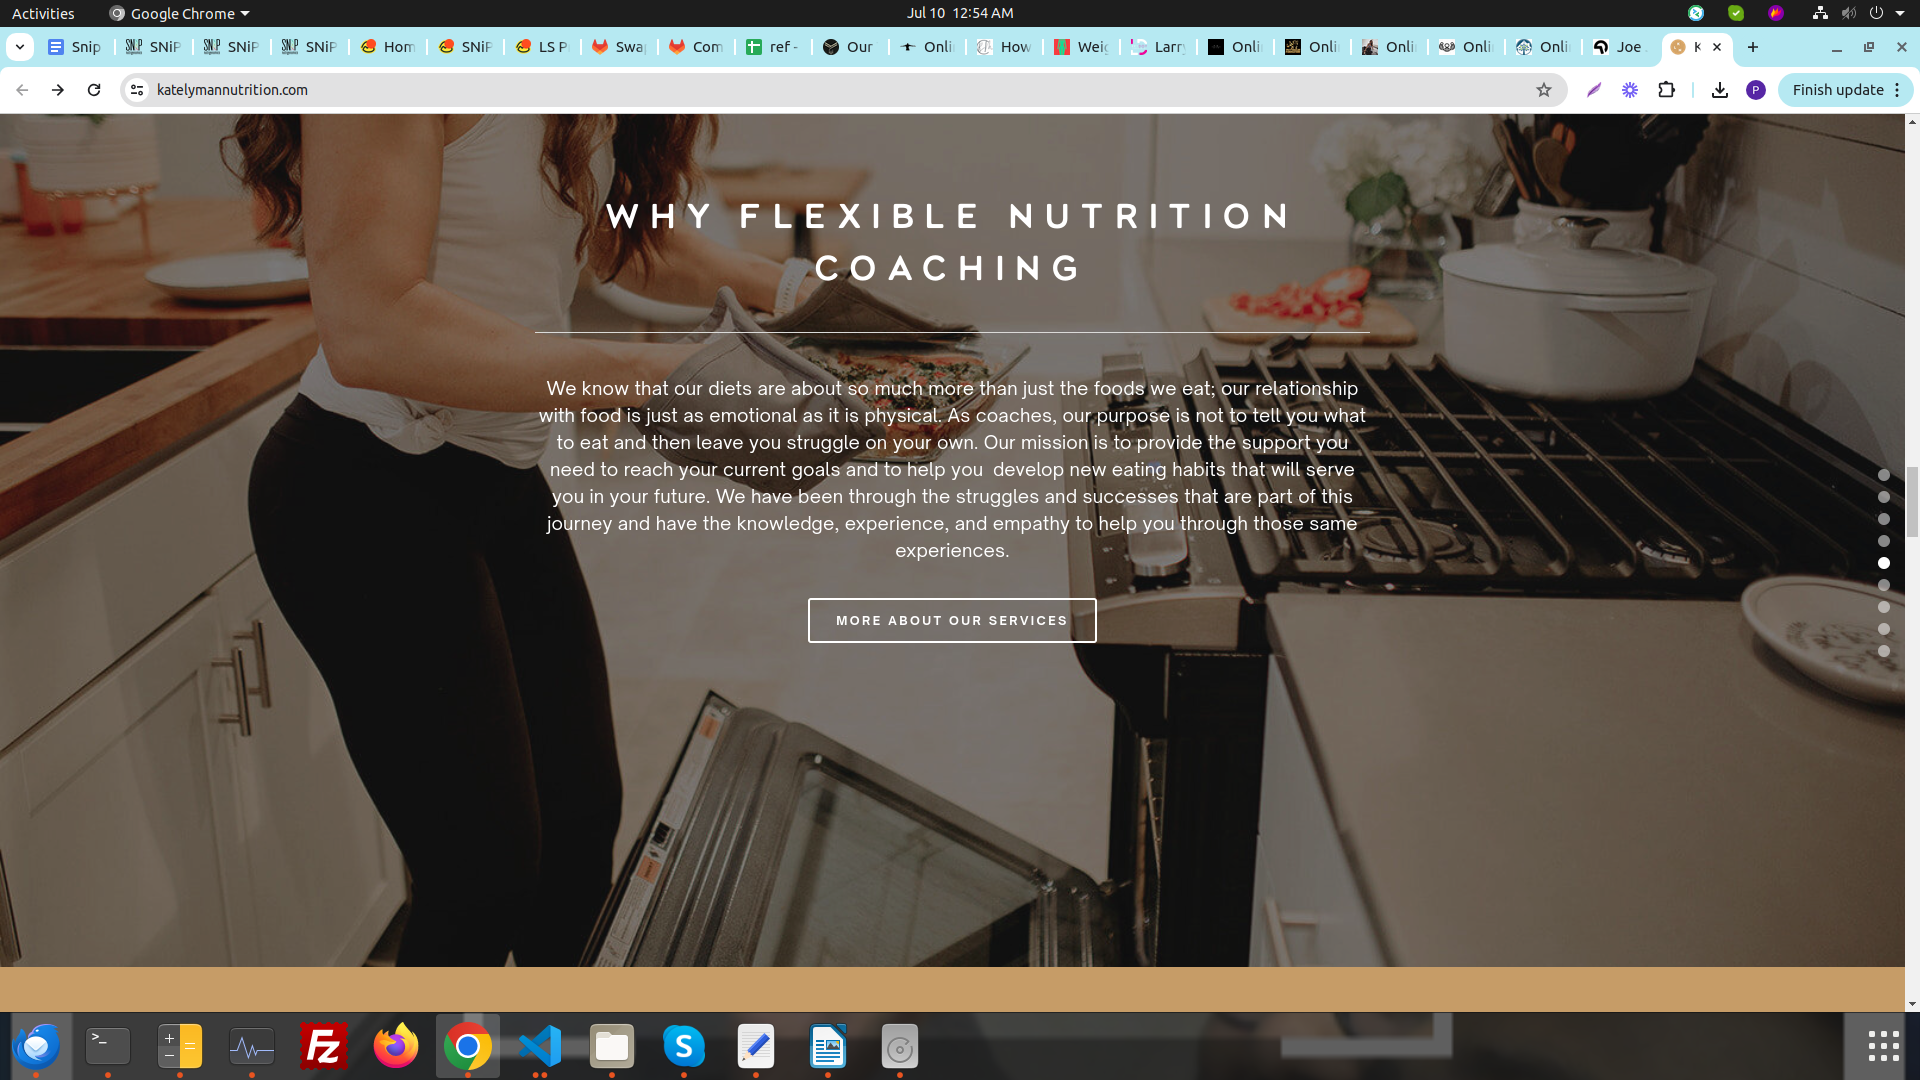 Activities
Google Chrome
Jul 10 12:54 AM
Snip
SNiP
SNiP
SNiP
Hom
SNiP
LS P
Swa
Com
ref -
Our
Onli
How
Weig
Larry
Onli
Onli
Onli
Onli
Onli
Joe
K
katelymannutrition.com
P
Finish update
WHY FLEXIBLE NUTRITION
COACHING
We know that our diets are about so much more than just the foods we eat; our relationship
with food is just as emotional as it is physical. As coaches, our purpose is not to tell you what
to eat and then leave you struggle on your own. Our mission is to provide the support you
need to reach your current goals and to help you develop new eating habits that will serve
you in your future. We have been through the struggles and successes that are part of this
journey and have the knowledge, experience, and empathy to help you through those same
experiences.
MORE ABOUT OUR SERVICES